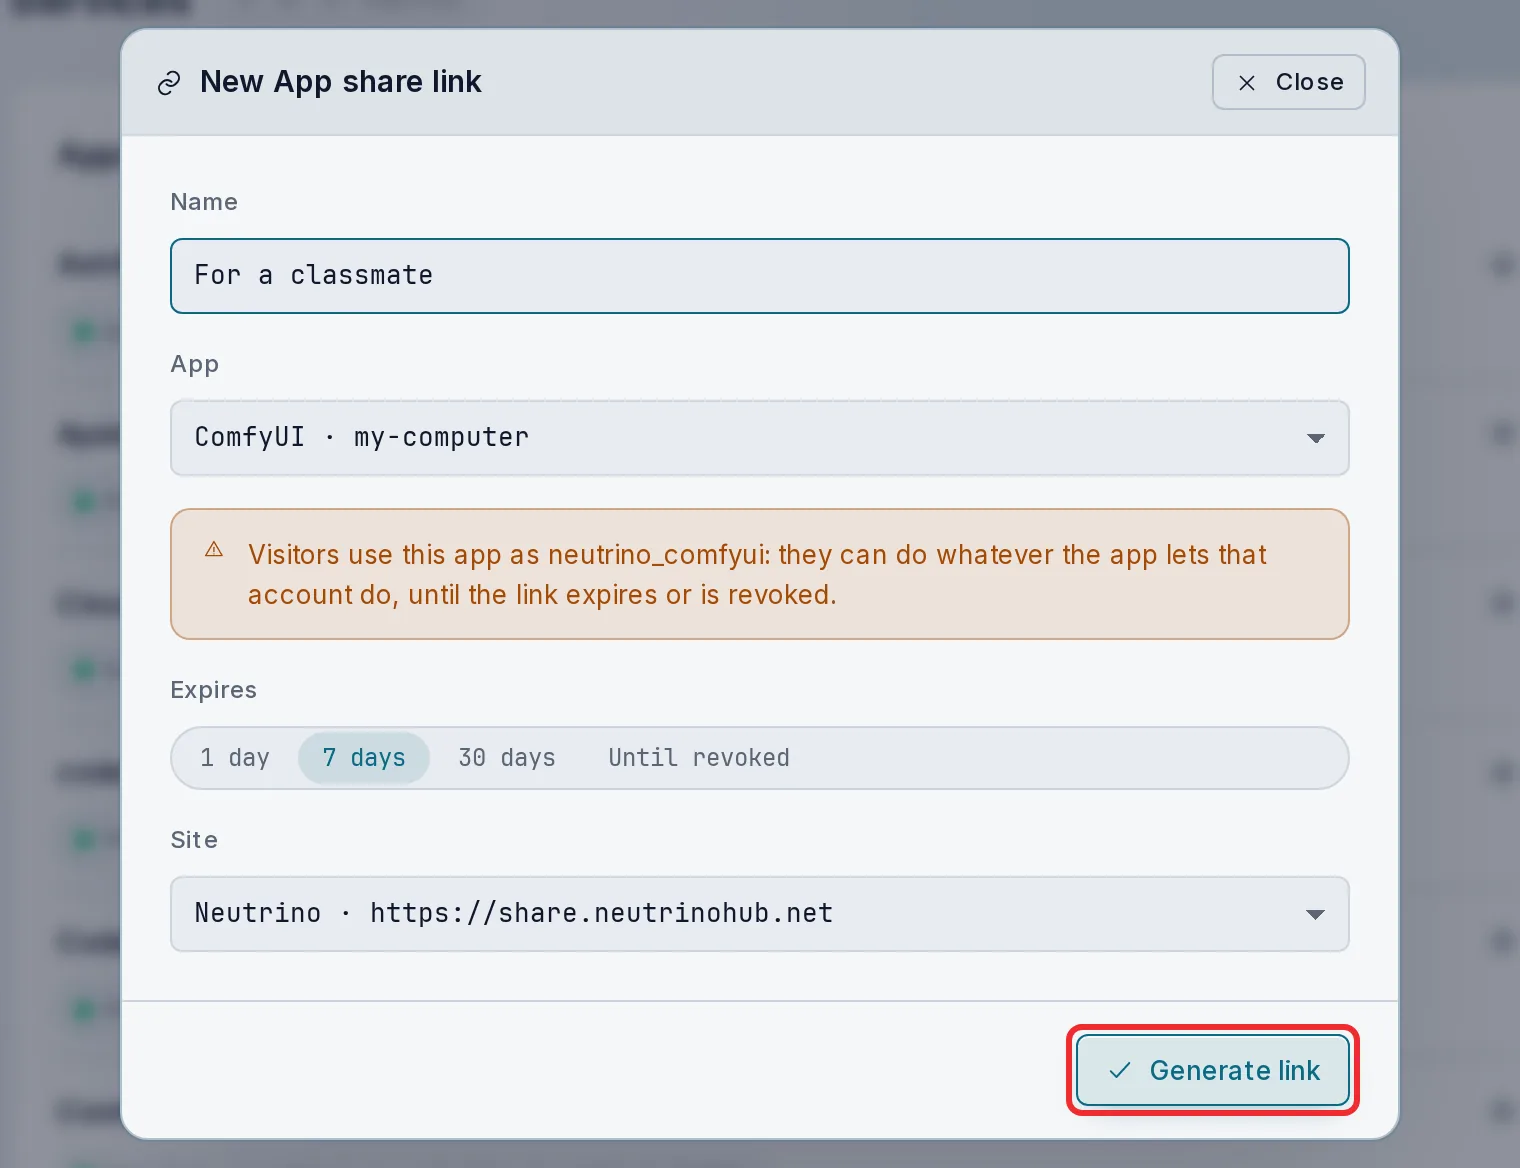 New App share link
Close
Name
For a classmate
App
ComfyUI · my-computer
Visitors use this app as neutrino_comfyui: they can do whatever the app lets that
account do, until the link expires or is revoked.
Expires
1 day
7 days
30 days
Until revoked
Site
Neutrino · https://share.neutrinohub.net
Generate link